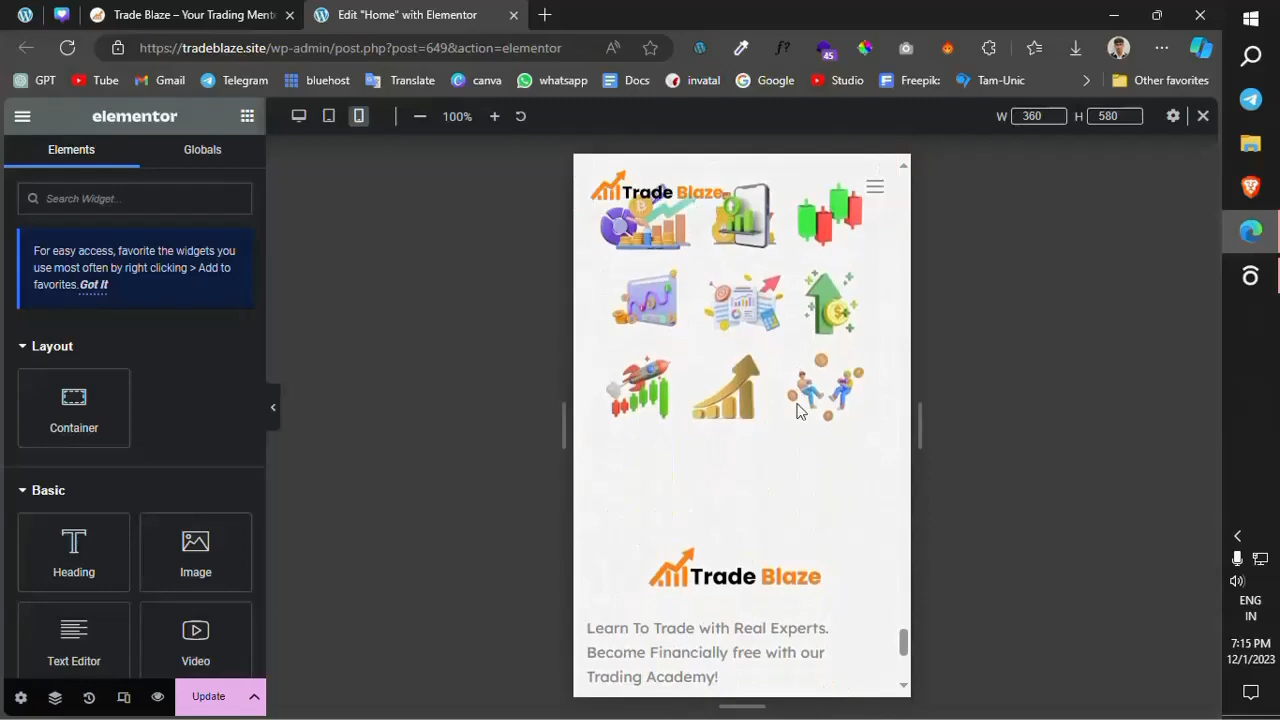 Trade Blaze – Your Trading Mento
Edit "Home" with Elementor
https://tradeblaze.site/wp-admin/post.php?post=649&action=elementor
45
GPT
Tube
Gmail
Telegram
bluehost
Translate
canva
whatsapp
Docs
invatal
Google
Studio
Freepik:
Tam-Unic
Other favorites
elementor
100%
W 360 H 580
Elements
Globals
Search Widget...
For easy access, favorite the widgets you
use most often by right clicking > Add to
favorites. Got It
Layout
Container
Basic
Heading
Image
Text Editor
Video
Update
Trade Blaze
Trade Blaze
Learn To Trade with Real Experts.
Become Financially free with our
Trading Academy!
ENG
IN
7:15 PM
12/1/2023